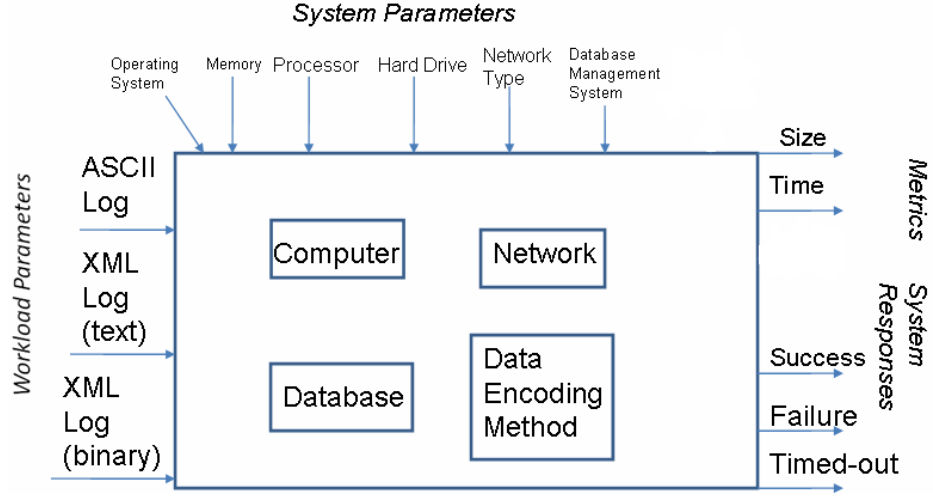 System Parameters
Operating
System
Memory
Processor
Hard Drive
Network
Type
Database
Management
System
Workload Parameters
ASCII
Log
XML
Log
(text)
XML
Log
(binary)
Computer
Network
Database
Data
Encoding
Method
Size
Time
Metrics
System
Responses
Success
Failure
Timed-out